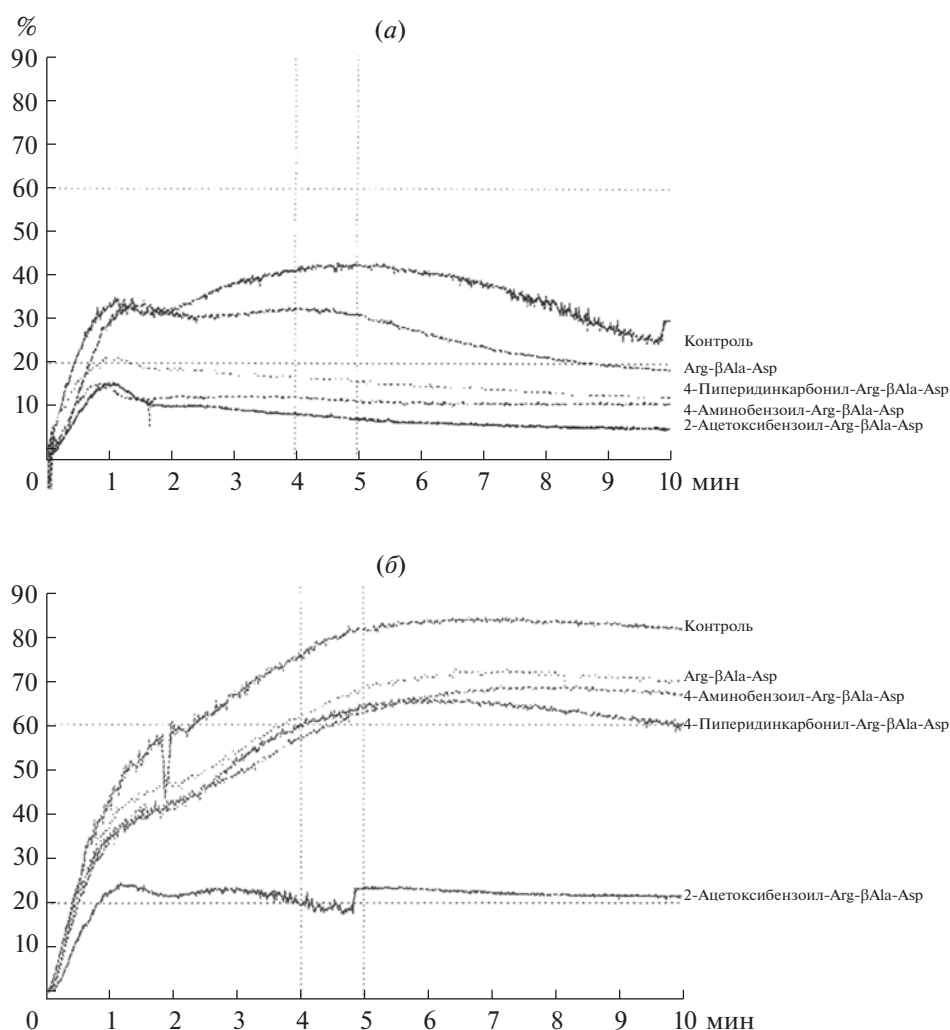 %
(а)
90
80
70
60
50
40
30
20
10
0
Контроль
Arg-βAla-Asp
4-Пиперидинкарбонил-Arg-βAla-Asp
4-Аминобензоил-Arg-βAla-Asp
2-Ацетоксибензоил-Arg-βAla-Asp
1 2 3 4 5 6 7 8 9 10 мин
(б)
90
80
70
60
50
40
30
20
10
0
Контроль
Arg-βAla-Asp
4-Аминобензоил-Arg-βAla-Asp
4-Пиперидинкарбонил-Arg-βAla-Asp
2-Ацетоксибензоил-Arg-βAla-Asp
1 2 3 4 5 6 7 8 9 10 мин